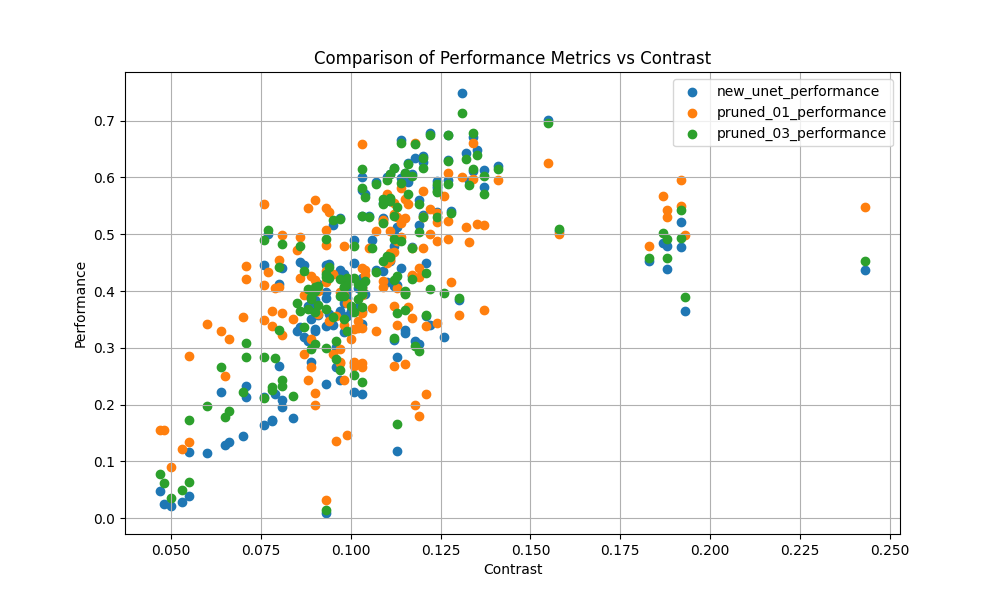 Comparison of Performance Metrics vs Contrast
new_unet_performance
pruned_01_performance
pruned_03_performance
Performance
0.7
0.6
0.5
0.4
0.3
0.2
0.1
0.0
0.050 0.075 0.100 0.125 0.150 0.175 0.200 0.225 0.250
Contrast